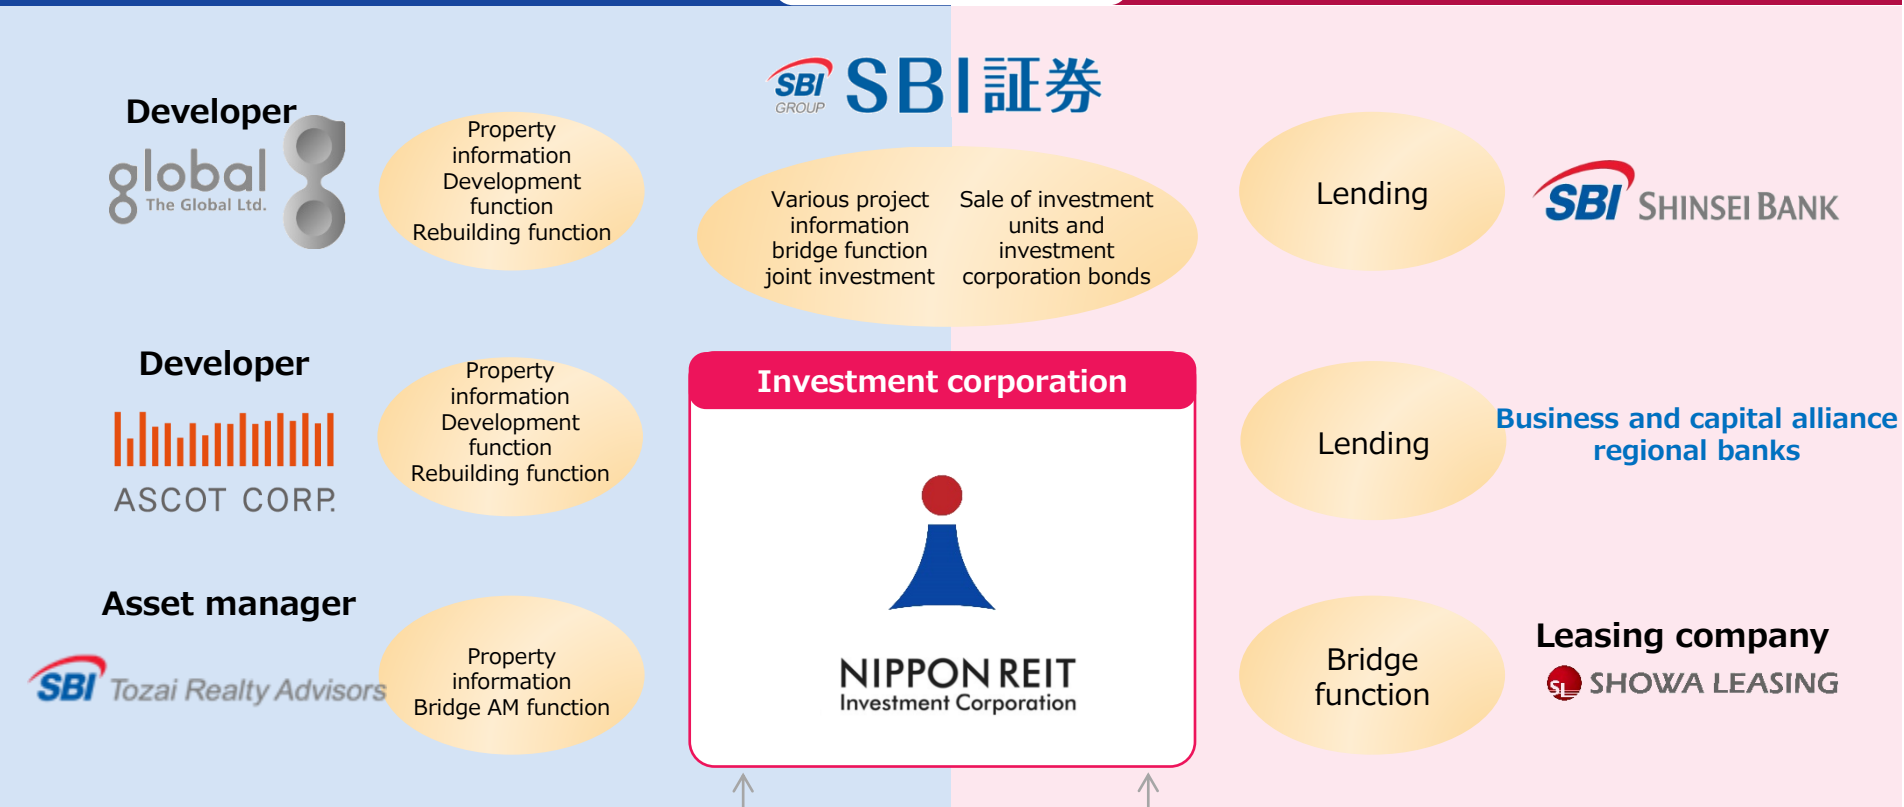 SBI
GROUP
SBI証券
Developer
global
The Global Ltd.
Property
information
Development
function
Rebuilding function
Various project
information
bridge function
joint investment
Sale of investment
units and
investment
corporation bonds
Lending
SBI SHINSEI BANK
Developer
ASCOT CORP.
Property
information
Development
function
Rebuilding function
Investment corporation
NIPPON REIT
Investment Corporation
Lending
Business and capital alliance
regional banks
Asset manager
SBI Tozai Realty Advisors
Property
information
Bridge AM function
Bridge
function
Leasing company
SL SHOWA LEASING